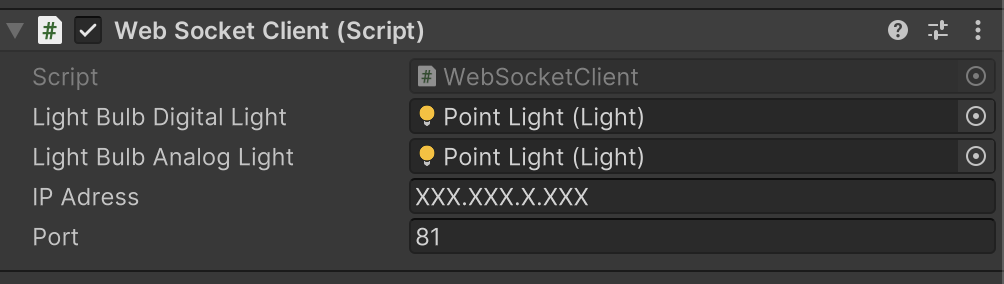 Web Socket Client (Script)
Script WebSocketClient
Light Bulb Digital Light Point Light (Light)
Light Bulb Analog Light Point Light (Light)
IP Adress XXX.XXX.X.XXX
Port 81